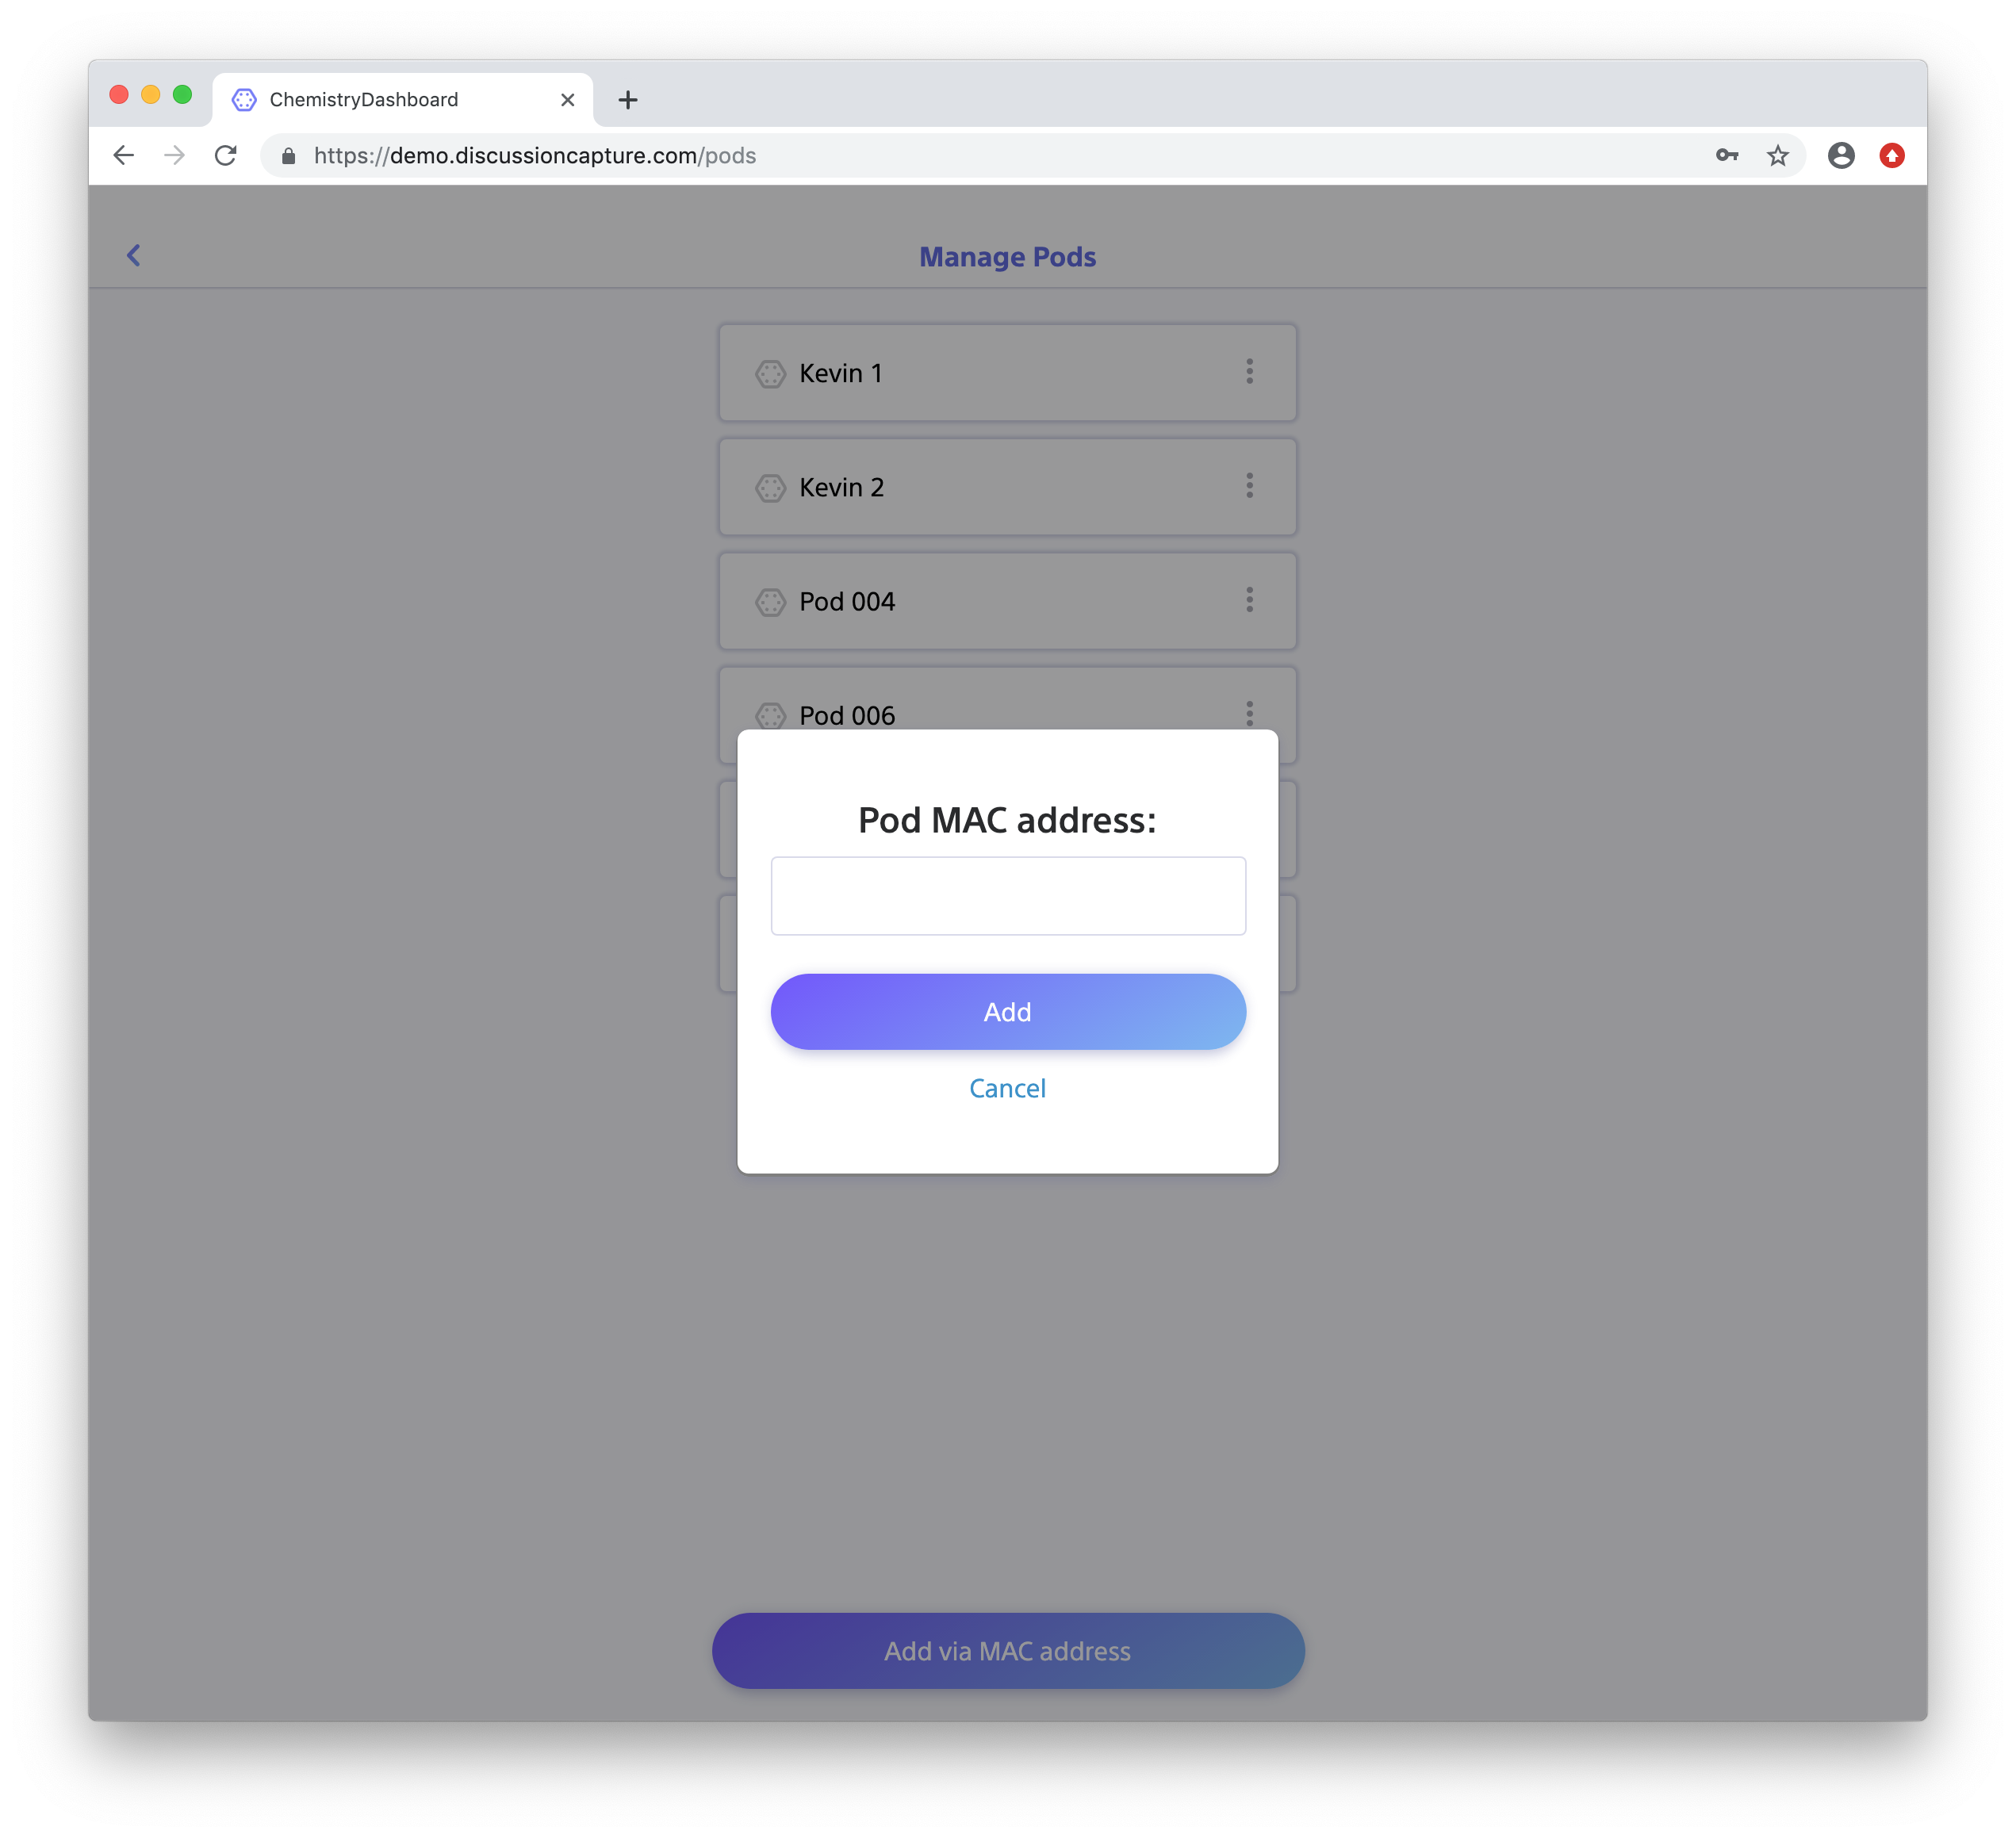 ChemistryDashboard
https://demo.discussioncapture.com/pods
Manage Pods
Kevin 1
Kevin 2
Pod 004
Pod 006
Pod MAC address:
Add
Cancel
Add via MAC address